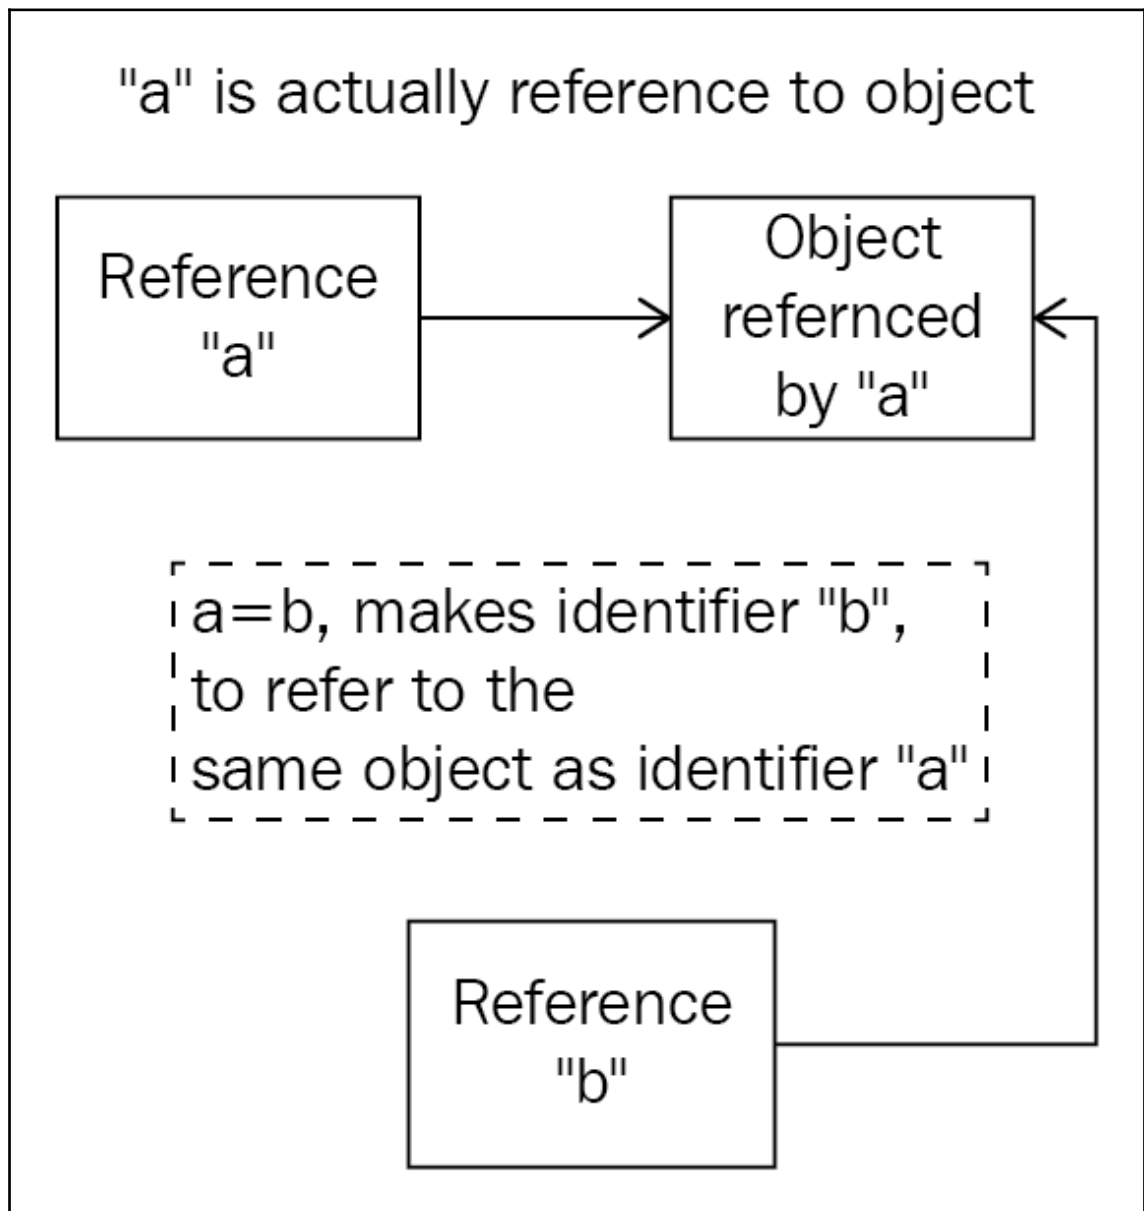 "a" is actually reference to object
Reference
"a"
Object
refernced
by "a"
a=b, makes identifier "b",
to refer to the
same object as identifier "a"
Reference
"b"